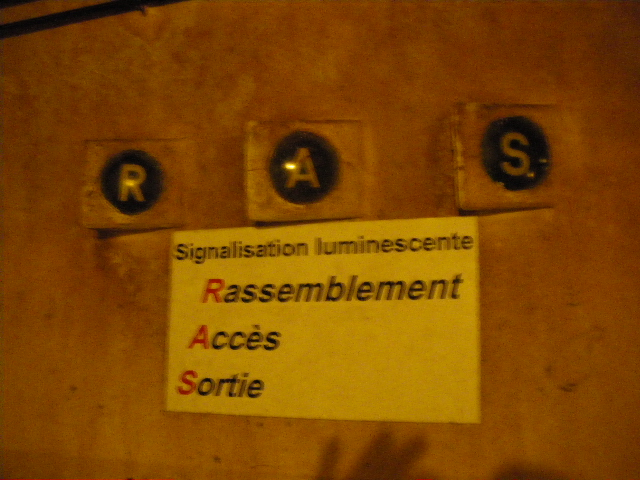 R A S
Signalisation luminescente
Rassemblement
Accès
Sortie